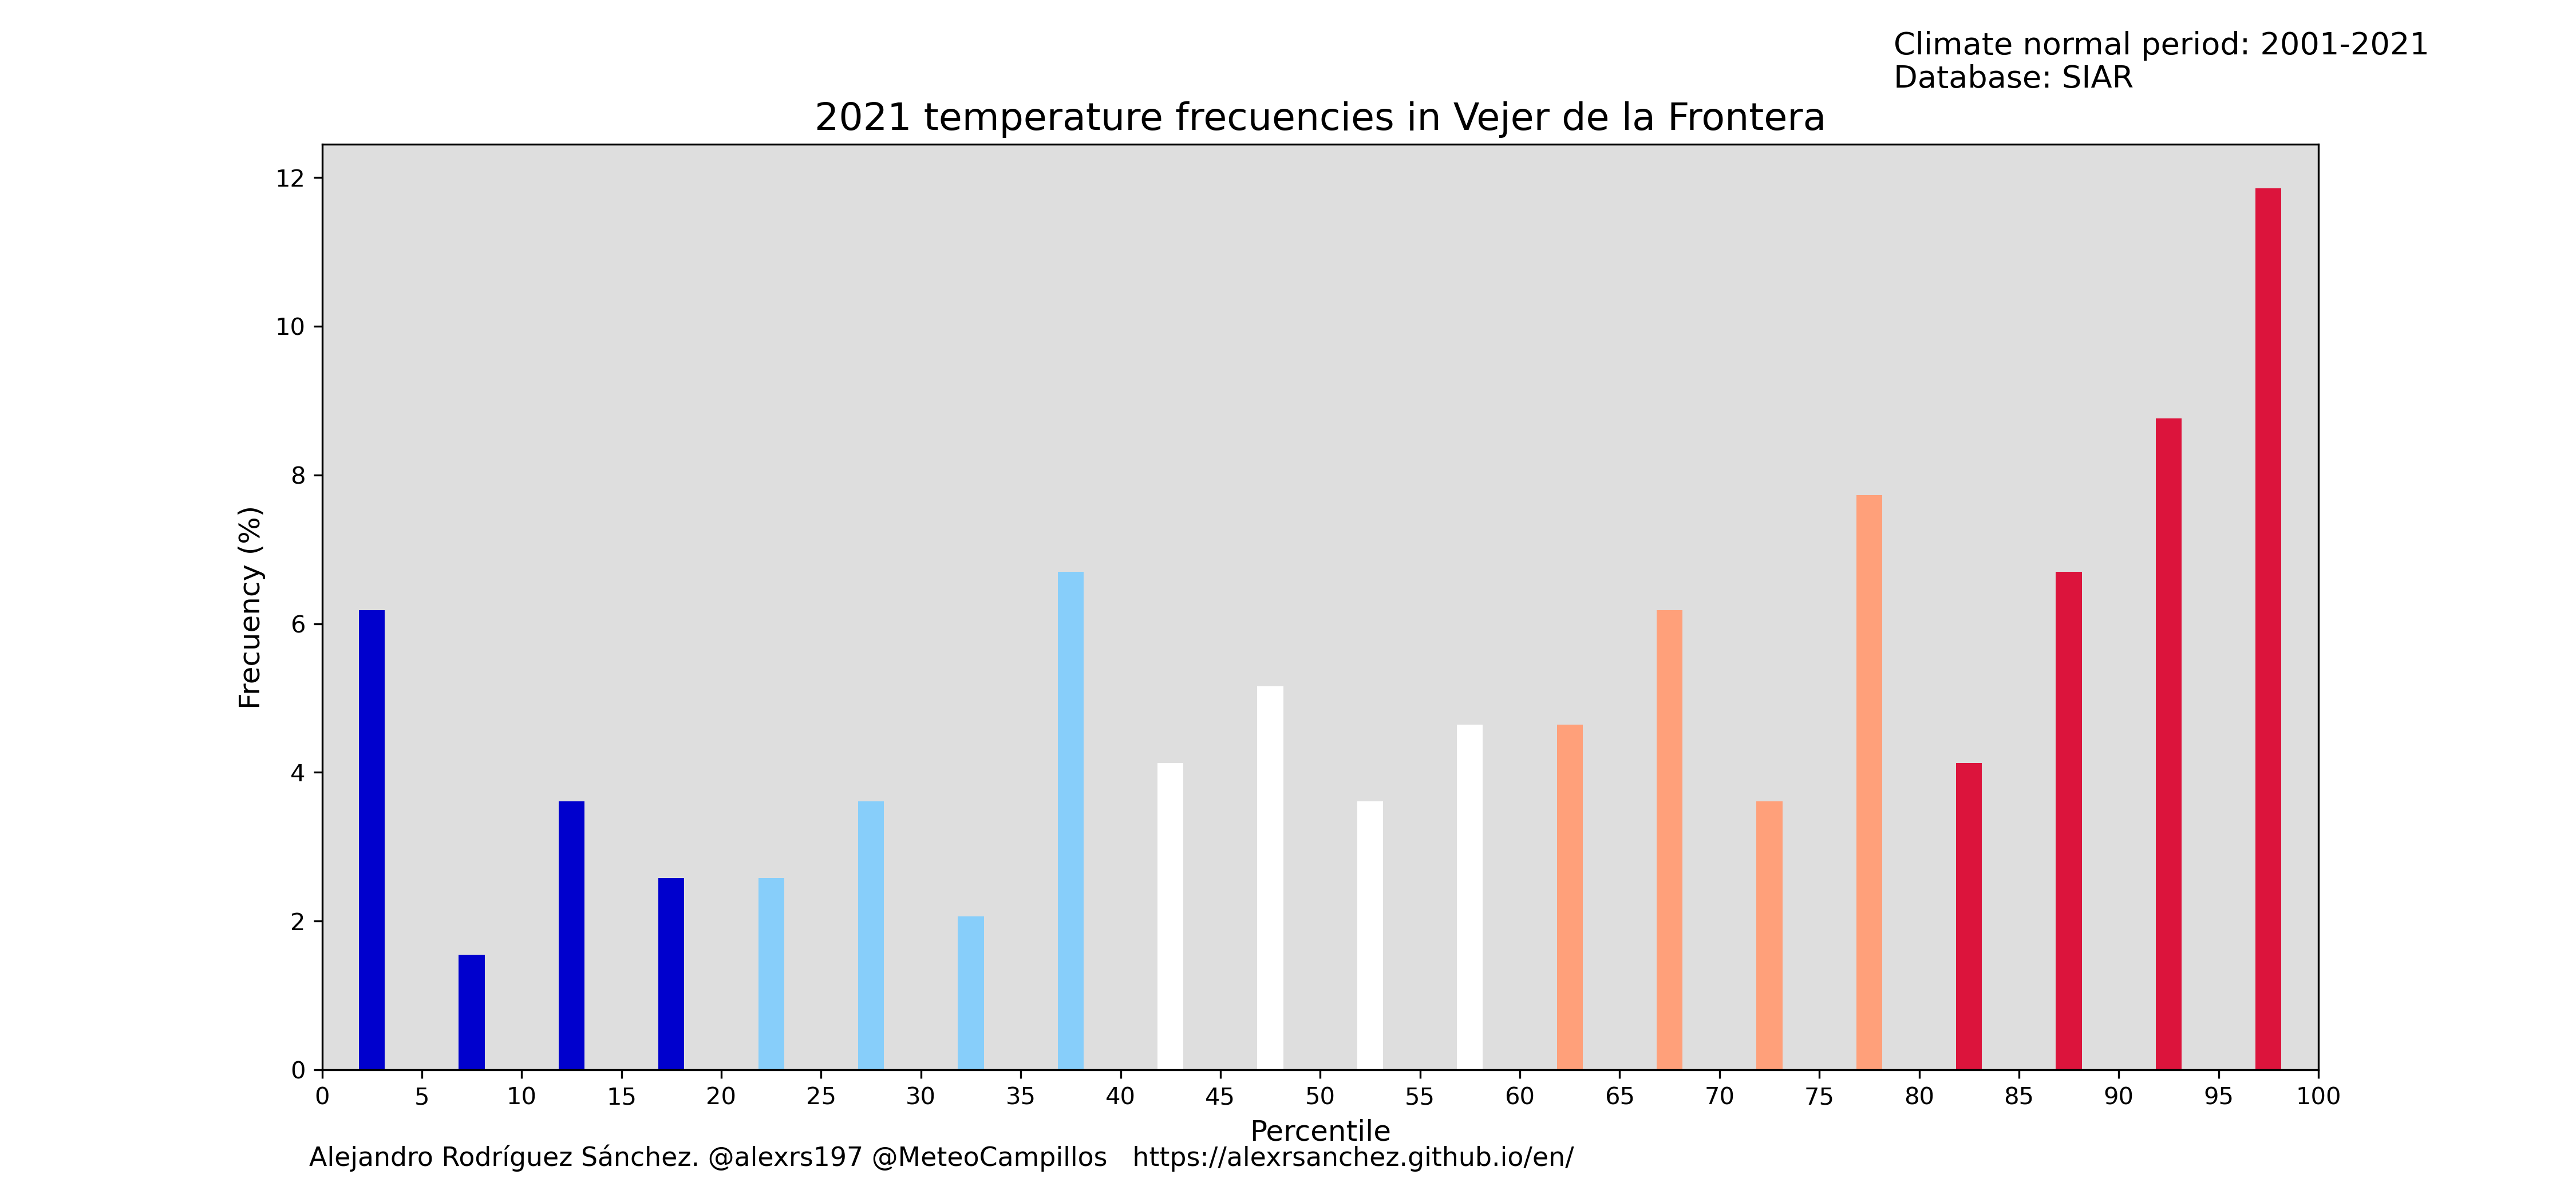 Climate normal period: 2001-2021
Database: SIAR
2021 temperature frecuencies in Vejer de la Frontera
12
10
8
6
4
2
0
Frecuency (%)
0 5 10 15 20 25 30 35 40 45 50 55 60 65 70 75 80 85 90 95 100
Percentile
Alejandro Rodríguez Sánchez. @alexrs197 @MeteoCampillos https://alexrsanchez.github.io/en/